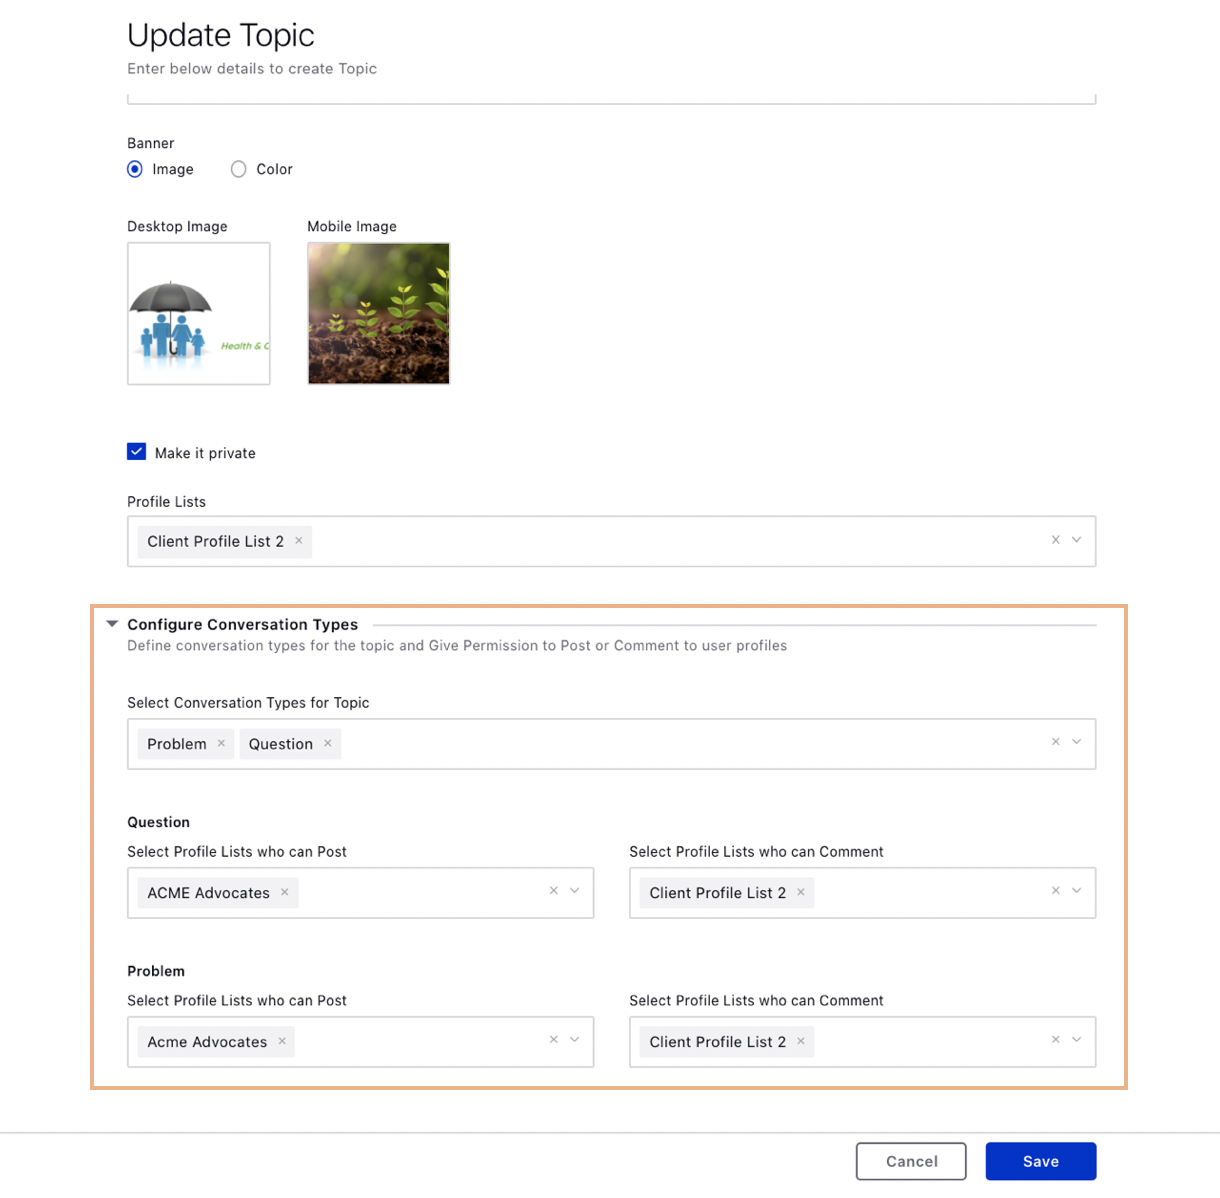 Update Topic
Enter below details to create Topic
Banner
Image Color
Desktop Image Mobile Image
Health &
Make it private
Profile Lists
Client Profile List 2
Configure Conversation Types
Define conversation types for the topic and Give Permission to Post or Comment to user profiles
Select Conversation Types for Topic
Problem Question
Question
Select Profile Lists who can Post Select Profile Lists who can Comment
ACME Advocates Client Profile List 2
Problem
Select Profile Lists who can Post Select Profile Lists who can Comment
Acme Advocates Client Profile List 2
Cancel Save